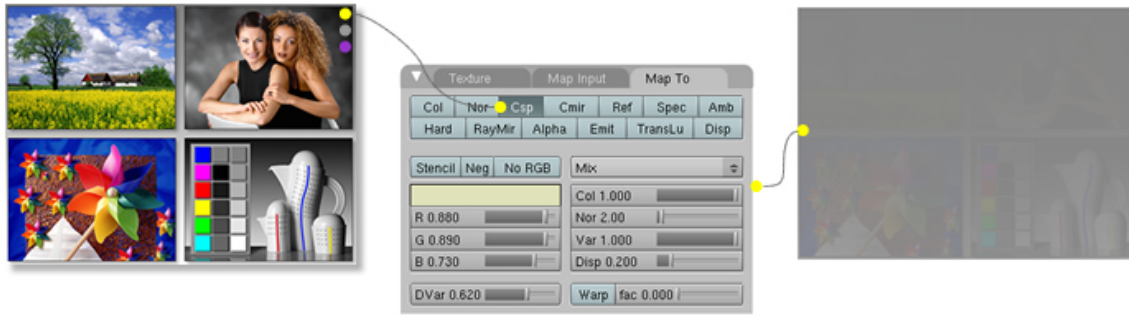 Texture Map Input Map To
Col Nor Csp Cmir Ref Spec Amb
Hard RayMir Alpha Emit TransLu Disp
Stencil Neg No RGB Mix
Col 1.000
R 0.880 Nor 2.00
G 0.890 Var 1.000
B 0.730 Disp 0.200
DVar 0.620 Warp fac 0.000